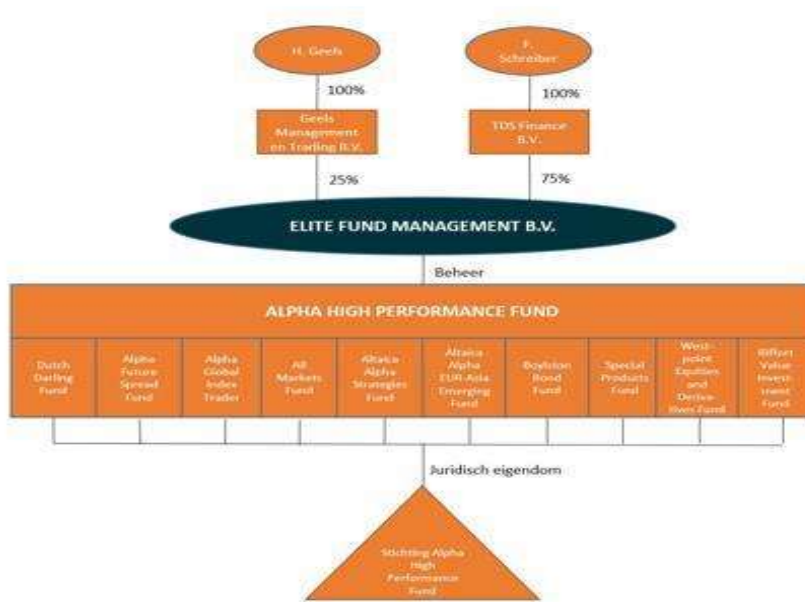 H. Geels
F.
Schreiber
100%
100%
Geels
Management
en Trading B.V.
TDS Finance
B.V.
25%
75%
ELITE FUND MANAGEMENT B.V.
Beheer
ALPHA HIGH PERFORMANCE FUND
Dutch
Darling
Fund
Alpha
Future
Spread
Fund
Alpha
Global
Index
Trader
All
Markets
Fund
Altaica
Alpha
Strategies
Fund
Altaica
Alpha
EUR-Asia
Emerging
Fund
Boylston
Bond
Fund
Special
Products
Fund
West-
point
Equities
and
Deriva-
tives Fund
Value
Invest-
ment
Fund
Juridisch eigendom
Stichting Alpha
High
Performance
Fund